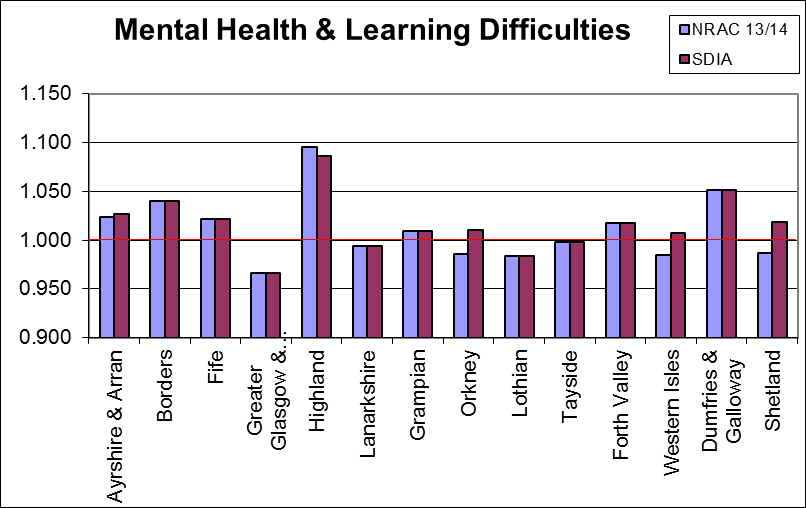 Mental Health & Learning Difficulties
NRAC 13/14
SDIA
1.150
1.100
1.050
1.000
0.950
0.900
Ayrshire & Arran
Borders
Fife
Greater
Glasgow &...
Highland
Lanarkshire
Grampian
Orkney
Lothian
Tayside
Forth Valley
Western Isles
Dumfries &
Galloway
Shetland